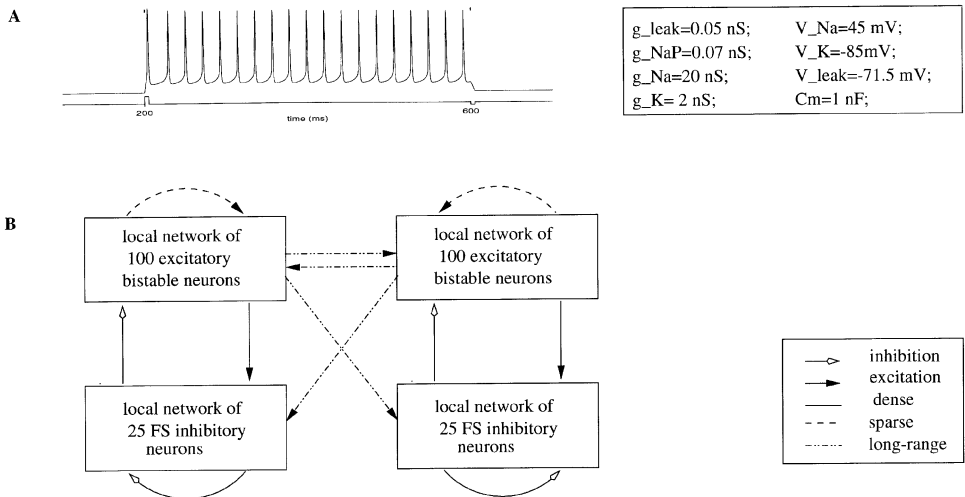 A
200
600
time (ms)
g_leak=0.05 nS; V_Na=45 mV;
g_NaP=0.07 nS; V_K=-85mV;
g_Na=20 nS; V_leak=-71.5 mV;
g_K= 2 nS; Cm=1 nF;
B
local network of
100 excitatory
bistable neurons
local network of
100 excitatory
bistable neurons
local network of
25 FS inhibitory
neurons
local network of
25 FS inhibitory
neurons
inhibition
excitation
dense
sparse
long-range